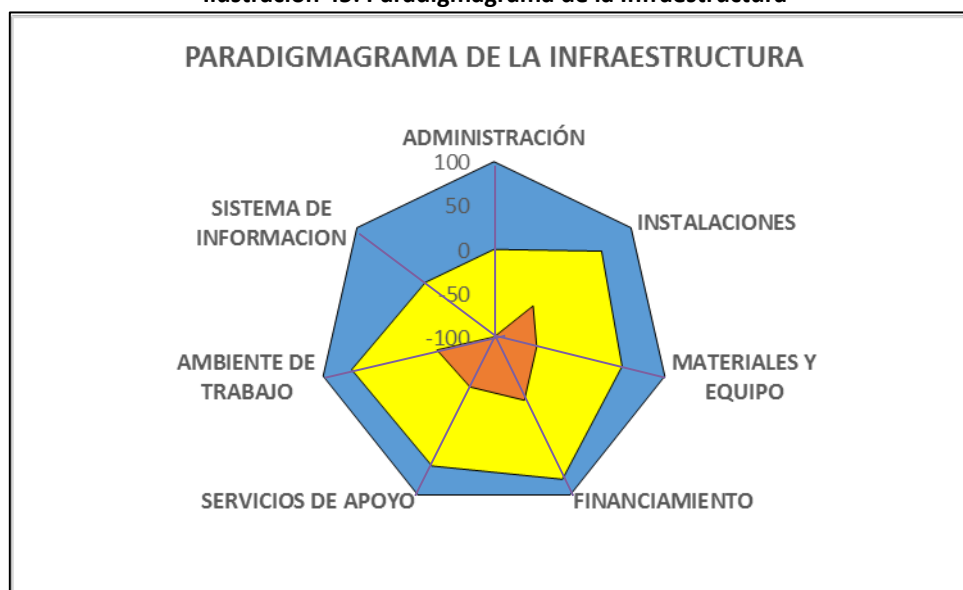 PARADIGMAGRAMA DE LA INFRAESTRUCTURA
ADMINISTRACIÓN
100
50
0
-50
-100
INSTALACIONES
MATERIALES Y
EQUIPO
FINANCIAMIENTO
SERVICIOS DE APOYO
AMBIENTE DE
TRABAJO
SISTEMA DE
INFORMACION